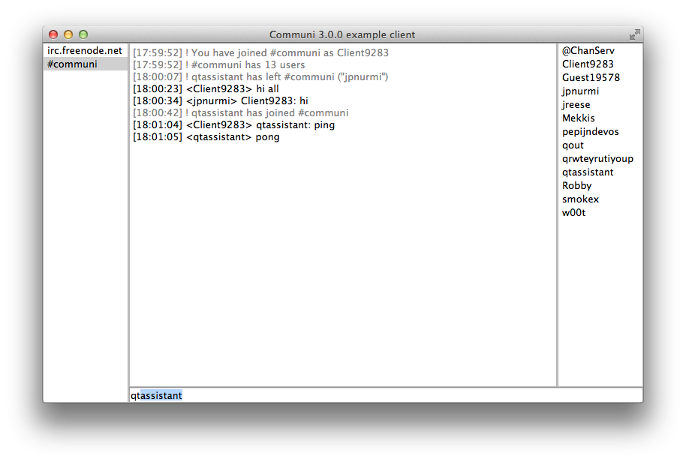 Communi 3.0.0 example client
irc.freenode.net
#communi
[17:59:52] ! You have joined #communi as Client9283
[17:59:52] ! #communi has 13 users
[18:00:07] ! qtassistant has left #communi ("jpnurmi")
[18:00:23] <Client9283> hi all
[18:00:34] <jpnurmi> Client9283: hi
[18:00:42] ! qtassistant has joined #communi
[18:01:04] <Client9283> qtassistant: ping
[18:01:05] <qtassistant> pong
@ChanServ
Client9283
Guest19578
jpnurmi
jreese
Mekkis
pepijndevos
qout
qrwteyrutiyoup
qtassistant
Robby
smokex
w00t
qtassistant